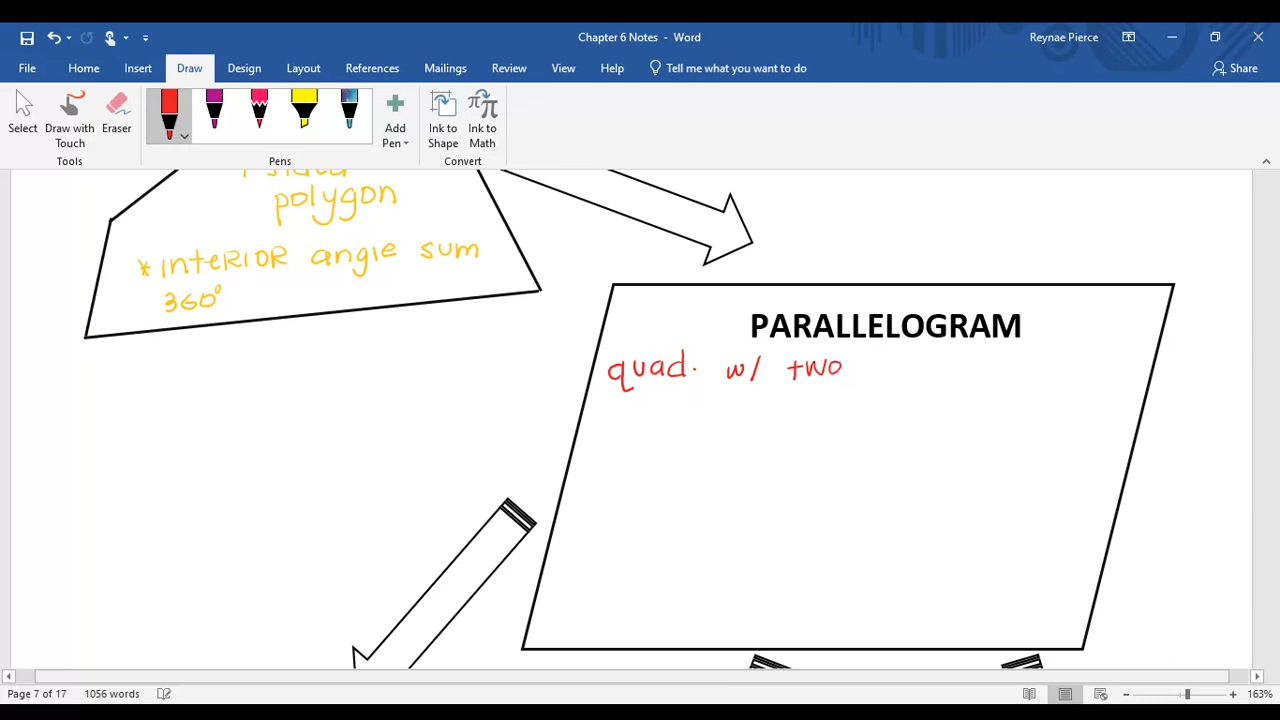 Chapter 6 Notes - Word
Reynae Pierce
File Home Insert Draw Design Layout References Mailings Review View Help Tell me what you want to do Share
Select
Draw with Touch
Eraser
Add Pen
Ink to Shape
Ink to Math
Tools
Pens
Convert
polygon
*INTERIOR angle sum
360°
PARALLELOGRAM
quad. w/ two
Page 7 of 17 1056 words 163%